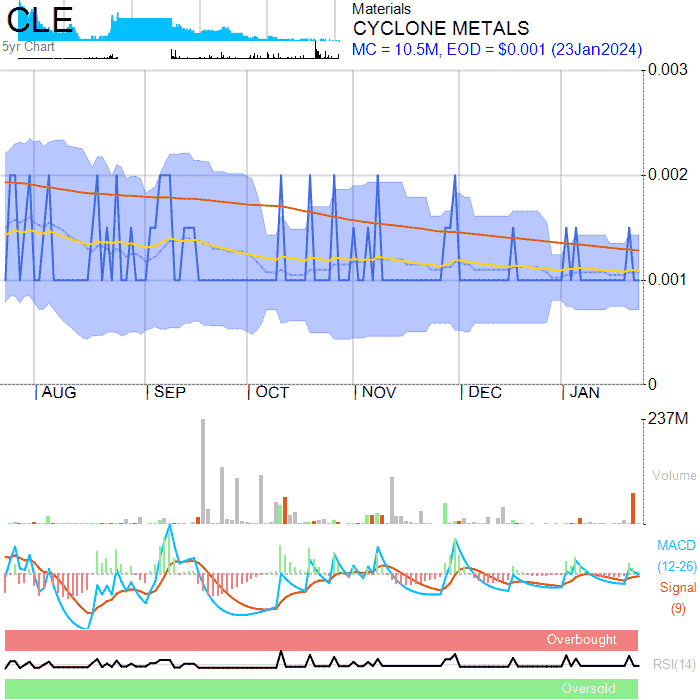 CLE
5yr Chart
Materials
CYCLONE METALS
MC = 10.5M, EOD = $0.001 (23Jan2024)
0.003
0.002
0.001
0
AUG SEP OCT NOV DEC JAN
237M
Volume
MACD
(12-26)
Signal
(9)
Overbought
RSI(14)
Oversold